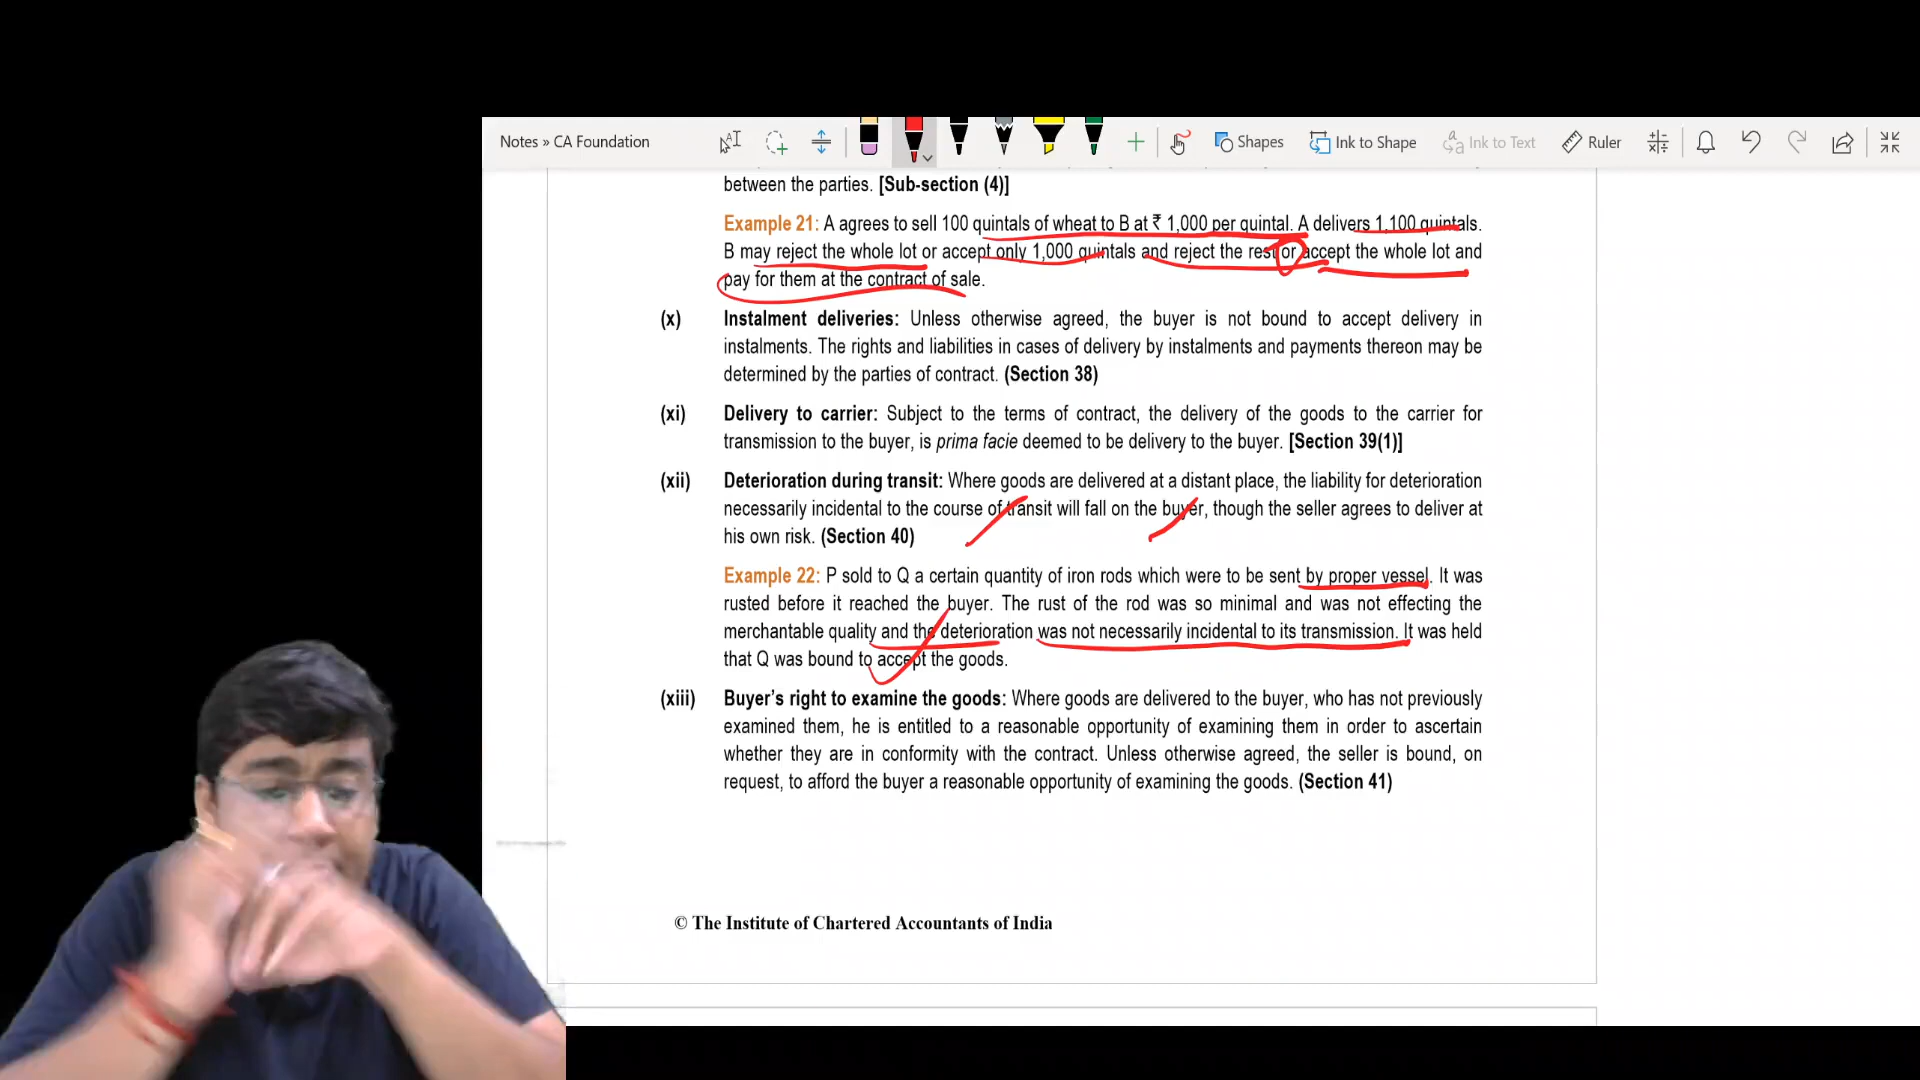 Notes » CA Foundation
Shapes
Ink to Shape
Ink to Text
Ruler
between the parties. [Sub-section (4)]
Example 21: A agrees to sell 100 quintals of wheat to B at ₹ 1,000 per quintal. A delivers 1,100 quintals.
B may reject the whole lot or accept only 1,000 quintals and reject the rest or accept the whole lot and
pay for them at the contract of sale.
(x) Instalment deliveries: Unless otherwise agreed, the buyer is not bound to accept delivery in
instalments. The rights and liabilities in cases of delivery by instalments and payments thereon may be
determined by the parties of contract. (Section 38)
(xi) Delivery to carrier: Subject to the terms of contract, the delivery of the goods to the carrier for
transmission to the buyer, is prima facie deemed to be delivery to the buyer. [Section 39(1)]
(xii) Deterioration during transit: Where goods are delivered at a distant place, the liability for deterioration
necessarily incidental to the course of transit will fall on the buyer, though the seller agrees to deliver at
his own risk. (Section 40)
Example 22: P sold to Q a certain quantity of iron rods which were to be sent by proper vessel. It was
rusted before it reached the buyer. The rust of the rod was so minimal and was not effecting the
merchantable quality and the deterioration was not necessarily incidental to its transmission. It was held
that Q was bound to accept the goods.
(xiii) Buyer’s right to examine the goods: Where goods are delivered to the buyer, who has not previously
examined them, he is entitled to a reasonable opportunity of examining them in order to ascertain
whether they are in conformity with the contract. Unless otherwise agreed, the seller is bound, on
request, to afford the buyer a reasonable opportunity of examining the goods. (Section 41)
© The Institute of Chartered Accountants of India